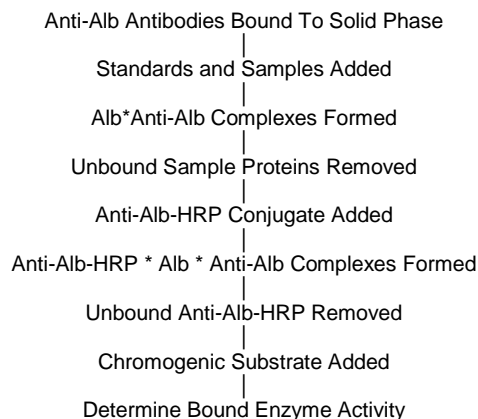 Anti-Alb Antibodies Bound To Solid Phase
Standards and Samples Added
Alb*Anti-Alb Complexes Formed
Unbound Sample Proteins Removed
Anti-Alb-HRP Conjugate Added
Anti-Alb-HRP * Alb * Anti-Alb Complexes Formed
Unbound Anti-Alb-HRP Removed
Chromogenic Substrate Added
Determine Bound Enzyme Activity